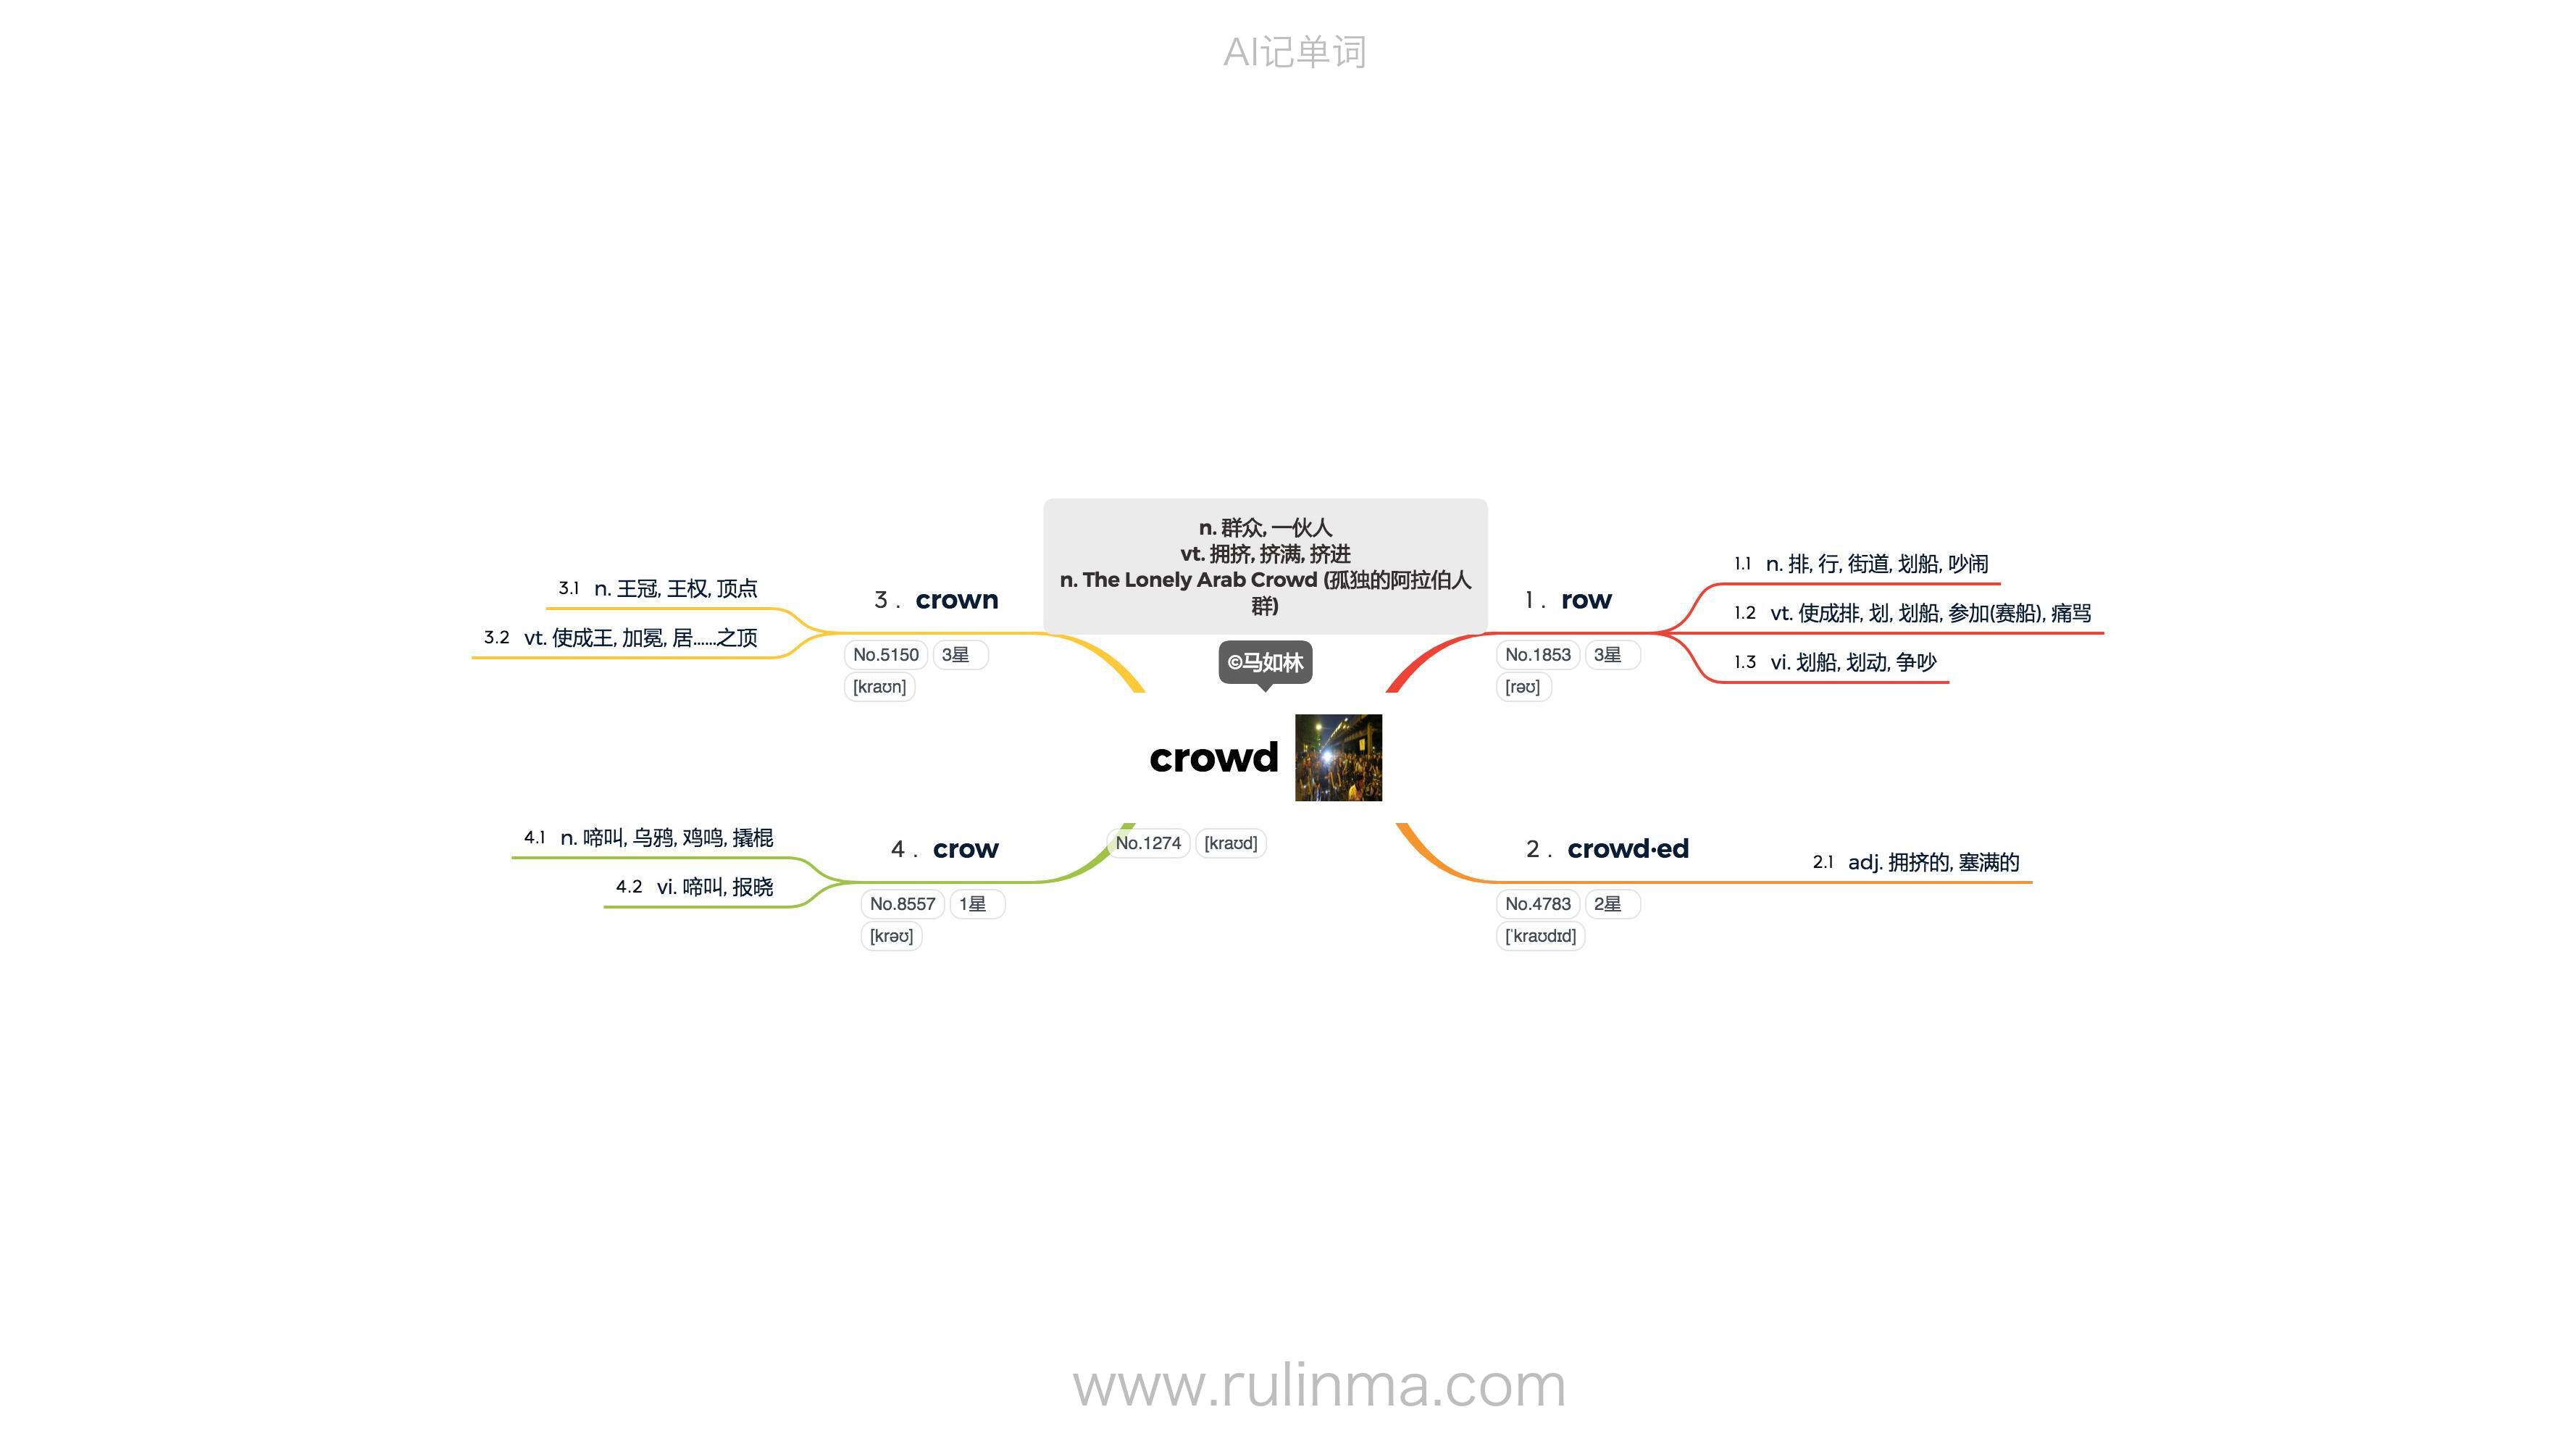 AI记单词
n. 群众, 一伙人
vt. 拥挤, 挤满, 挤进
n. The Lonely Arab Crowd (孤独的阿拉伯人
群)
©马如林
crowd
No.1274 [kraʊd]
1 . row
No.1853 3星
[rəʊ]
1.1 n. 排, 行, 街道, 划船, 吵闹
1.2 vt. 使成排, 划, 划船, 参加(赛船), 痛骂
1.3 vi. 划船, 划动, 争吵
2 . crowd·ed
No.4783 2星
[ˈkraʊdɪd]
2.1 adj. 拥挤的, 塞满的
3 . crown
No.5150 3星
[kraʊn]
3.1 n. 王冠, 王权, 顶点
3.2 vt. 使成王, 加冕, 居......之顶
4 . crow
No.8557 1星
[krəʊ]
4.1 n. 啼叫, 乌鸦, 鸡鸣, 撬棍
4.2 vi. 啼叫, 报晓
www.rulinma.com